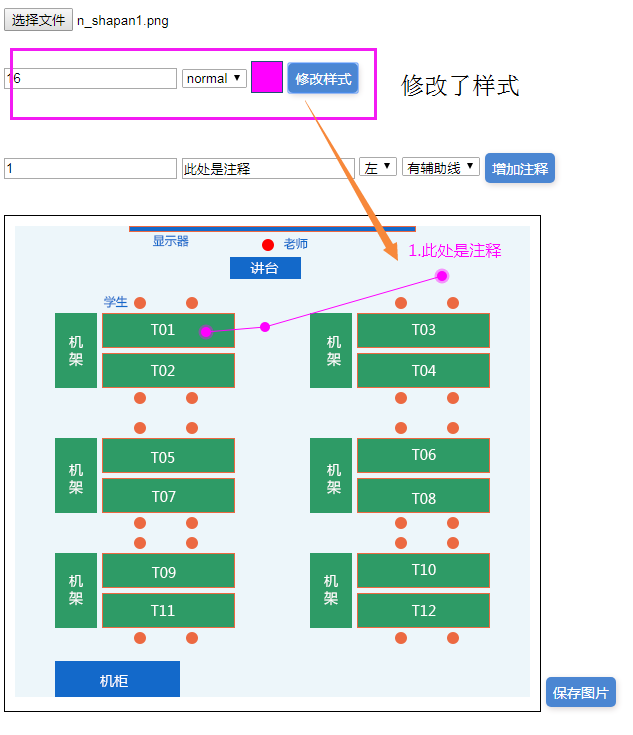 选择文件 n_shapan1.png
16 normal 修改样式 修改了样式
1 此处是注释 左 有辅助线 增加注释
显示器 老师 1.此处是注释
讲台
学生
机架 T01 T03
T02 T04
机架 T05 机架 T06
T07 T08
机架 T09 机架 T10
T11 T12
机柜 保存图片